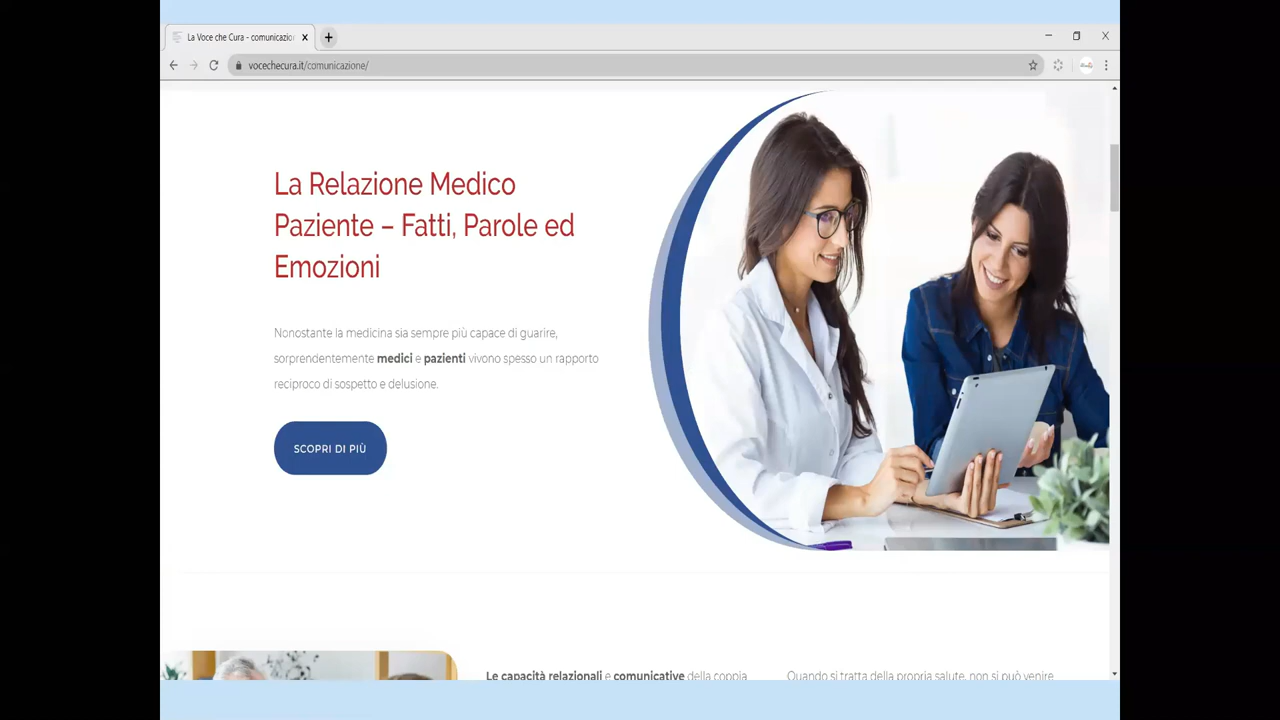 La Voce che Cura - comunicazio
vocechecura.it/comunicazione/
La Relazione Medico
Paziente – Fatti, Parole ed
Emozioni
Nonostante la medicina sia sempre più capace di guarire,
sorprendentemente medici e pazienti vivono spesso un rapporto
reciproco di sospetto e delusione.
SCOPRI DI PIÙ
Le capacità relazionali e comunicative della coppia
Quando si tratta della propria salute, non si può venire